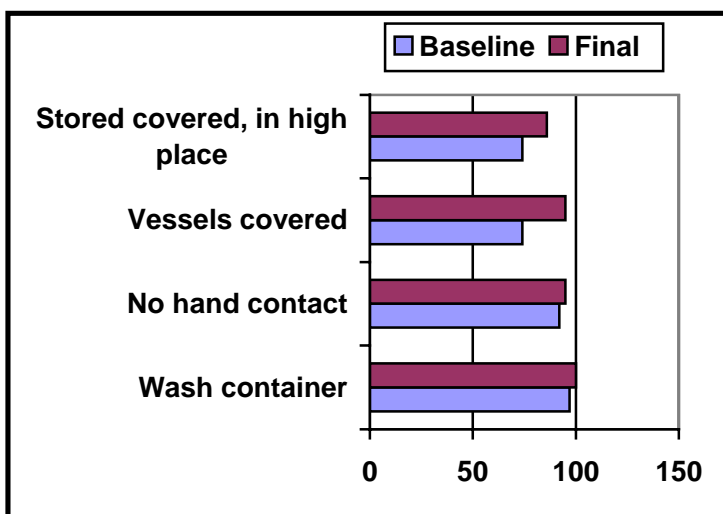 Baseline Final
Stored covered, in high
place
Vessels covered
No hand contact
Wash container
0 50 100 150